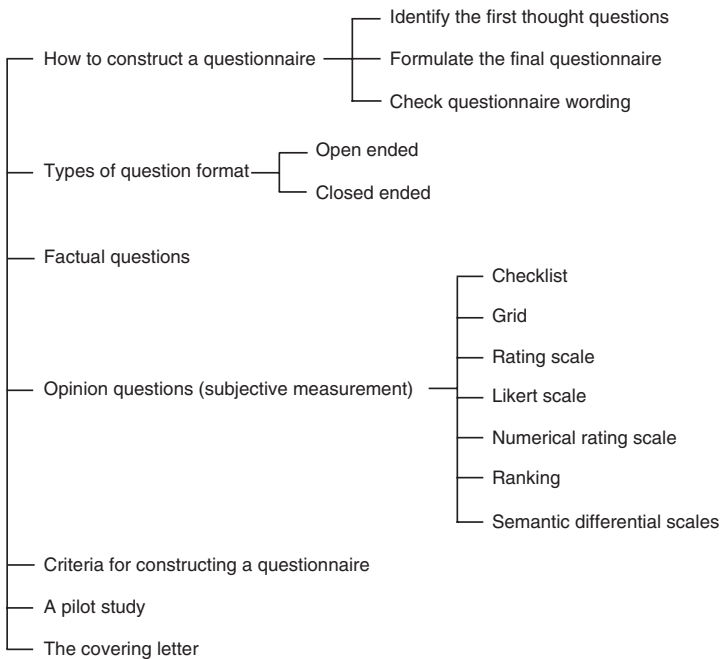 How to construct a questionnaire
Identify the first thought questions
Formulate the final questionnaire
Check questionnaire wording
Types of question format
Open ended
Closed ended
Factual questions
Opinion questions (subjective measurement)
Checklist
Grid
Rating scale
Likert scale
Numerical rating scale
Ranking
Semantic differential scales
Criteria for constructing a questionnaire
A pilot study
The covering letter